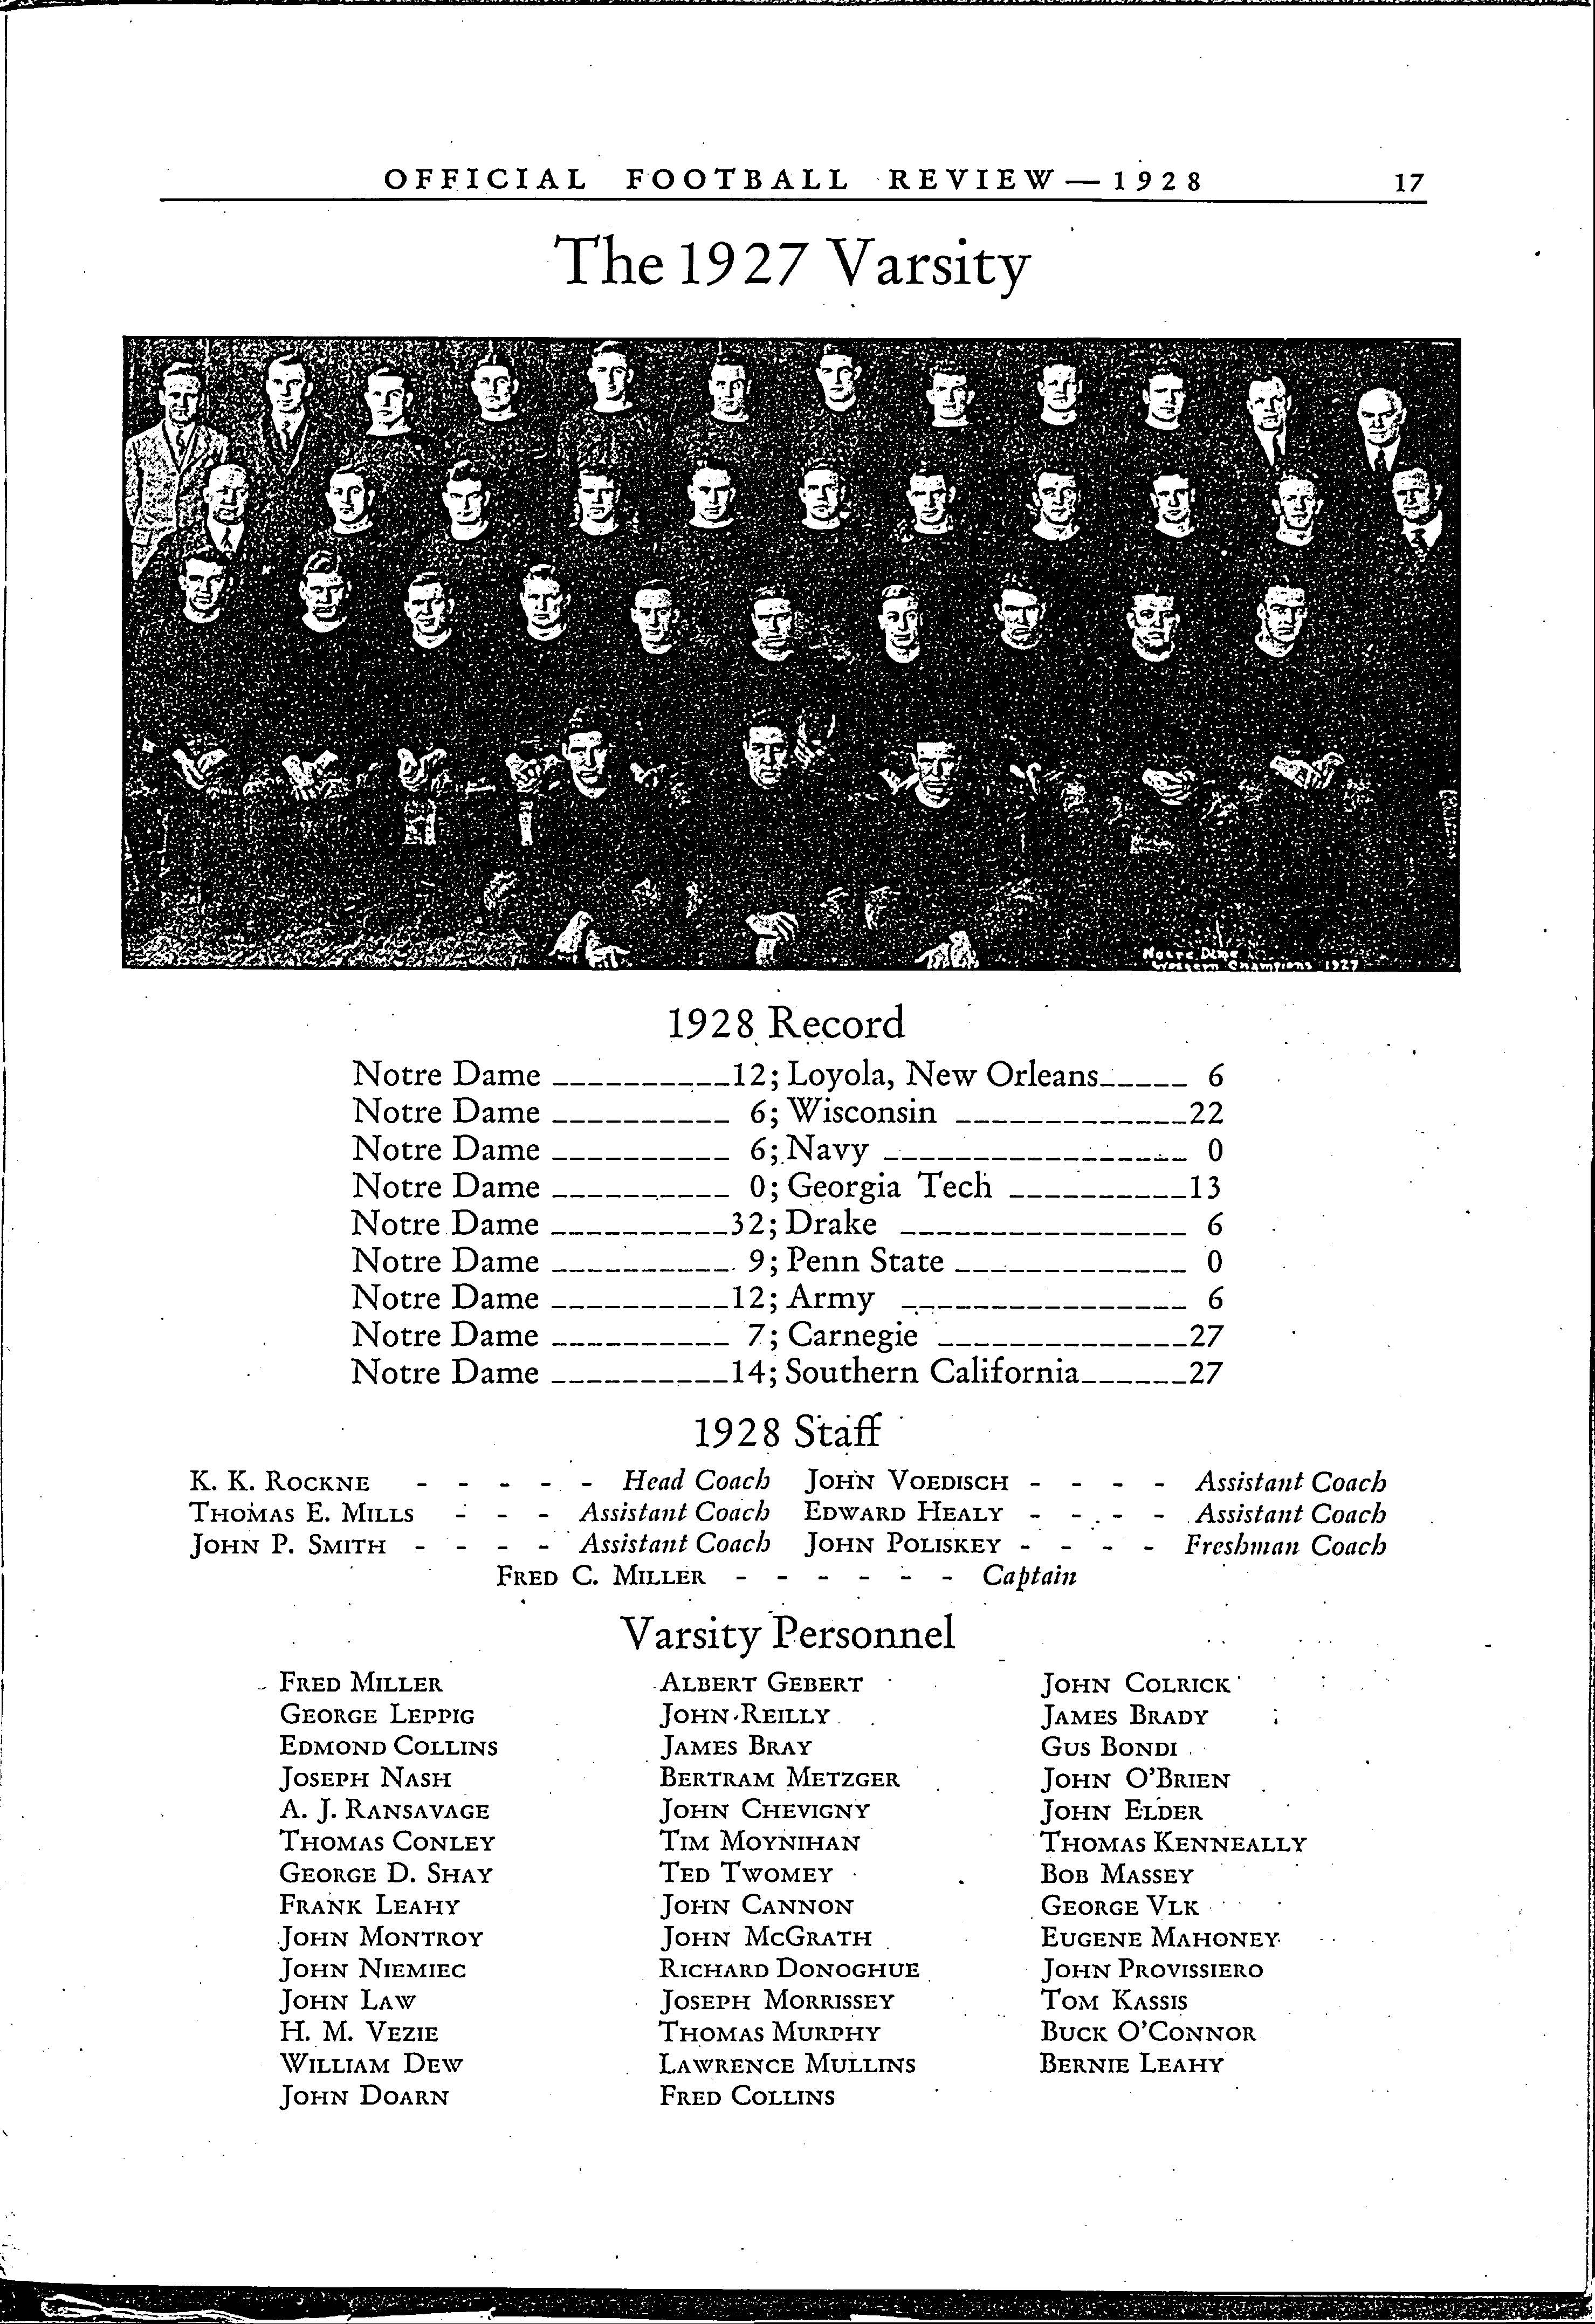 OFFICIAL FOOTBALL REVIEW—1928 17
The 1927 Varsity
Notre Dame
Western Champions 1927
1928 Record
Notre Dame __________12; Loyola, New Orleans______ 6
Notre Dame __________ 6; Wisconsin _____________22
Notre Dame __________ 6; Navy _________________ 0
Notre Dame __________ 0; Georgia Tech __________13
Notre Dame __________32; Drake ________________ 6
Notre Dame __________ 9; Penn State _____________ 0
Notre Dame __________12; Army ________________ 6
Notre Dame __________ 7; Carnegie ______________27
Notre Dame __________14; Southern California______27
1928 Staff
K. K. ROCKNE - - - - - Head Coach JOHN VOEDISCH - - - - Assistant Coach
THOMAS E. MILLS - - - Assistant Coach EDWARD HEALY - - - - Assistant Coach
JOHN P. SMITH - - - - Assistant Coach JOHN POLISKEY - - - - Freshman Coach
FRED C. MILLER - - - - - - Captain
Varsity Personnel
FRED MILLER ALBERT GEBERT JOHN COLRICK
GEORGE LEPPIG JOHN REILLY JAMES BRADY
EDMOND COLLINS JAMES BRAY GUS BONDI
JOSEPH NASH BERTRAM METZGER JOHN O'BRIEN
A. J. RANSAVAGE JOHN CHEVIGNY JOHN ELDER
THOMAS CONLEY TIM MOYNIHAN THOMAS KENNEALLY
GEORGE D. SHAY TED TWOMEY BOB MASSEY
FRANK LEAHY JOHN CANNON GEORGE VLK
JOHN MONTROY JOHN MCGRATH EUGENE MAHONEY
JOHN NIEMIEC RICHARD DONOGHUE JOHN PROVISSIERO
JOHN LAW JOSEPH MORRISSEY TOM KASSIS
H. M. VEZIE THOMAS MURPHY BUCK O'CONNOR
WILLIAM DEW LAWRENCE MULLINS BERNIE LEAHY
JOHN DOARN FRED COLLINS